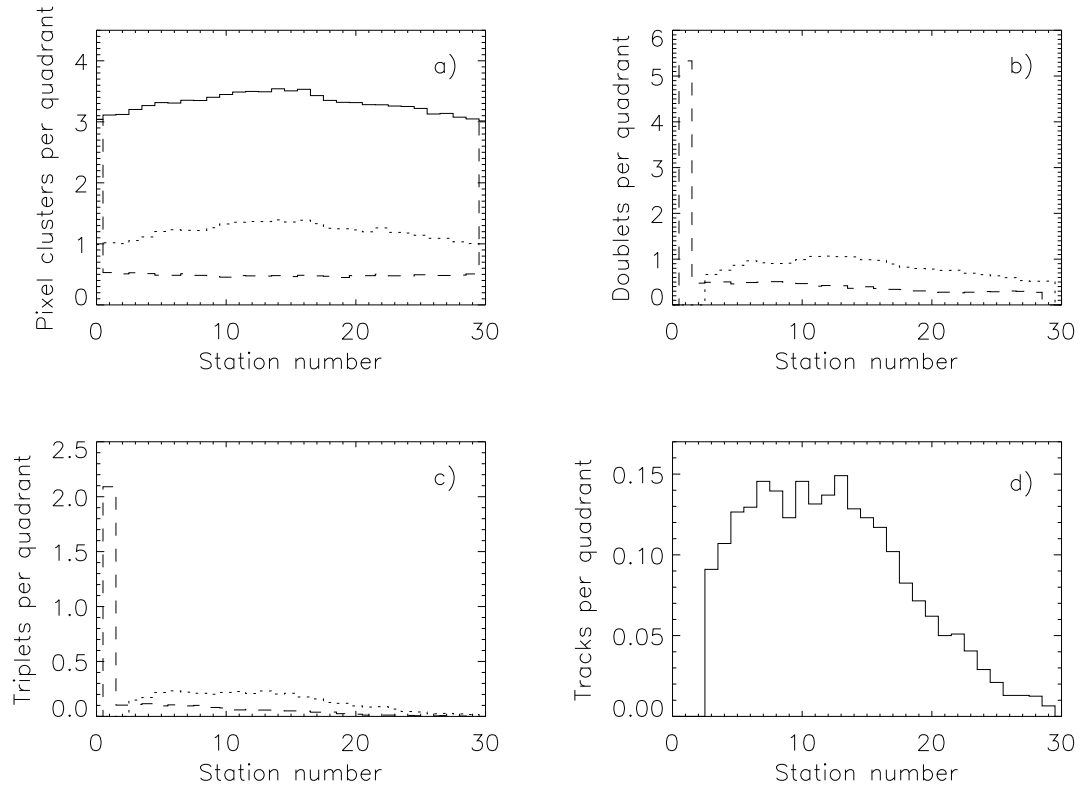 Pixel clusters per quadrant
4
3
2
1
0
a)
0 10 20 30
Station number
Doublets per quadrant
6
5
4
3
2
1
0
b)
0 10 20 30
Station number
Triplets per quadrant
2.5
2.0
1.5
1.0
0.5
0.0
c)
0 10 20 30
Station number
Tracks per quadrant
0.15
0.10
0.05
0.00
d)
0 10 20 30
Station number